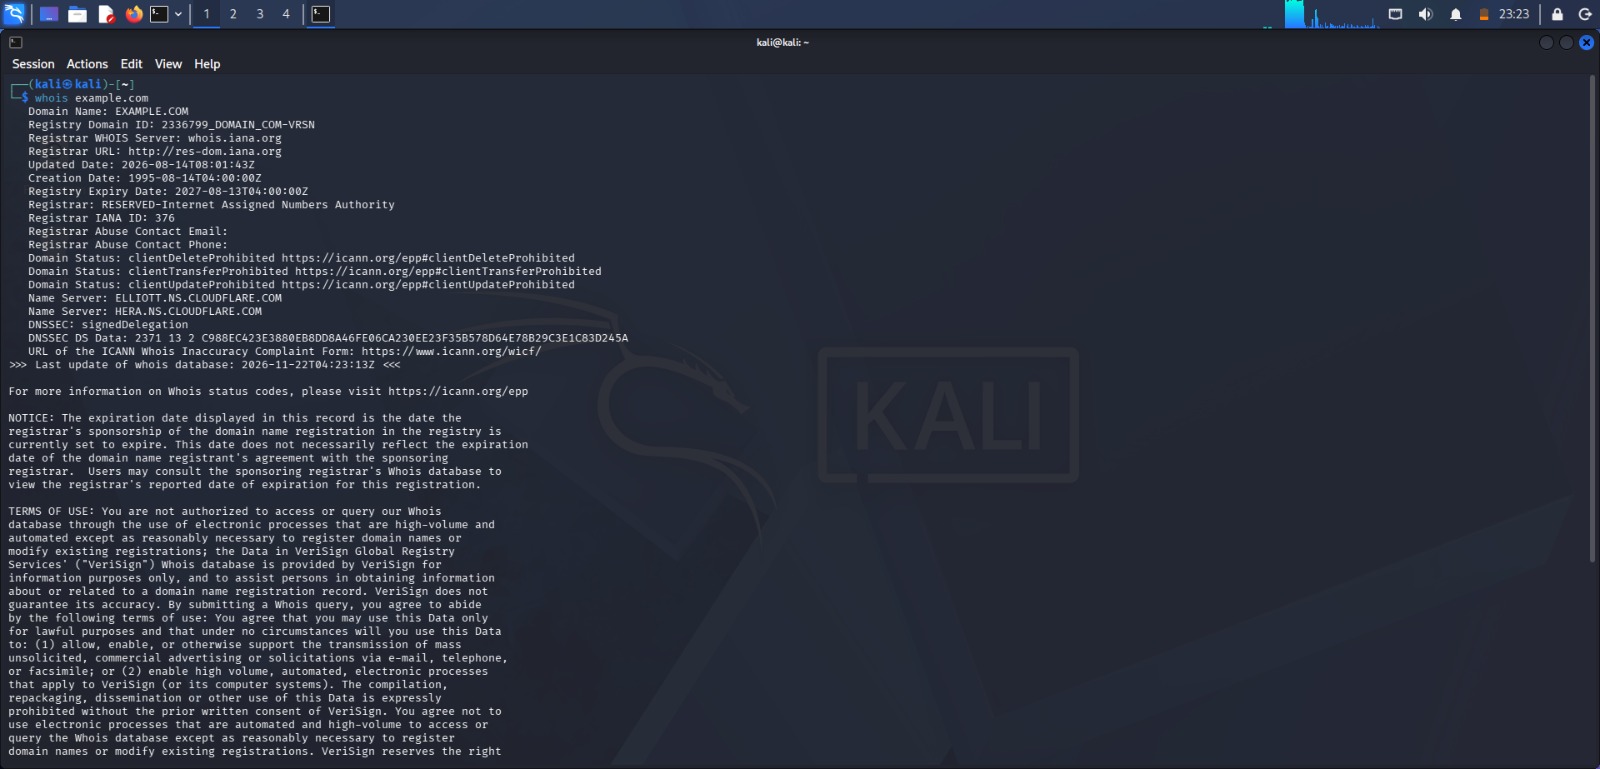 1 2 3 4
23:23
kali@kali: ~
Session Actions Edit View Help
┌──(kali㉿kali)-[~]
└─$ whois example.com
Domain Name: EXAMPLE.COM
Registry Domain ID: 2336799_DOMAIN_COM-VRSN
Registrar WHOIS Server: whois.iana.org
Registrar URL: http://res-dom.iana.org
Updated Date: 2026-08-14T08:01:43Z
Creation Date: 1995-08-14T04:00:00Z
Registry Expiry Date: 2027-08-13T04:00:00Z
Registrar: RESERVED-Internet Assigned Numbers Authority
Registrar IANA ID: 376
Registrar Abuse Contact Email:
Registrar Abuse Contact Phone:
Domain Status: clientDeleteProhibited https://icann.org/epp#clientDeleteProhibited
Domain Status: clientTransferProhibited https://icann.org/epp#clientTransferProhibited
Domain Status: clientUpdateProhibited https://icann.org/epp#clientUpdateProhibited
Name Server: ELLIOTT.NS.CLOUDFLARE.COM
Name Server: HERA.NS.CLOUDFLARE.COM
DNSSEC: signedDelegation
DNSSEC DS Data: 2371 13 2 C988EC423E3880EB8DD8A46FE06CA230EE23F35B578D64E78B29C3E1C83D245A
URL of the ICANN Whois Inaccuracy Complaint Form: https://www.icann.org/wicf/
>>> Last update of whois database: 2026-11-22T04:23:13Z <<<
For more information on Whois status codes, please visit https://icann.org/epp
NOTICE: The expiration date displayed in this record is the date the
registrar's sponsorship of the domain name registration in the registry is
currently set to expire. This date does not necessarily reflect the expiration
date of the domain name registrant's agreement with the sponsoring
registrar.  Users may consult the sponsoring registrar's Whois database to
view the registrar's reported date of expiration for this registration.
TERMS OF USE: You are not authorized to access or query our Whois
database through the use of electronic processes that are high-volume and
automated except as reasonably necessary to register domain names or
modify existing registrations; the Data in VeriSign Global Registry
Services' ("VeriSign") Whois database is provided by VeriSign for
information purposes only, and to assist persons in obtaining information
about or related to a domain name registration record. VeriSign does not
guarantee its accuracy. By submitting a Whois query, you agree to abide
by the following terms of use: You agree that you may use this Data only
for lawful purposes and that under no circumstances will you use this Data
to: (1) allow, enable, or otherwise support the transmission of mass
unsolicited, commercial advertising or solicitations via e-mail, telephone,
or facsimile; or (2) enable high volume, automated, electronic processes
that apply to VeriSign (or its computer systems). The compilation,
repackaging, dissemination or other use of this Data is expressly
prohibited without the prior written consent of VeriSign. You agree not to
use electronic processes that are automated and high-volume to access or
query the Whois database except as reasonably necessary to register
domain names or modify existing registrations. VeriSign reserves the right
KALI